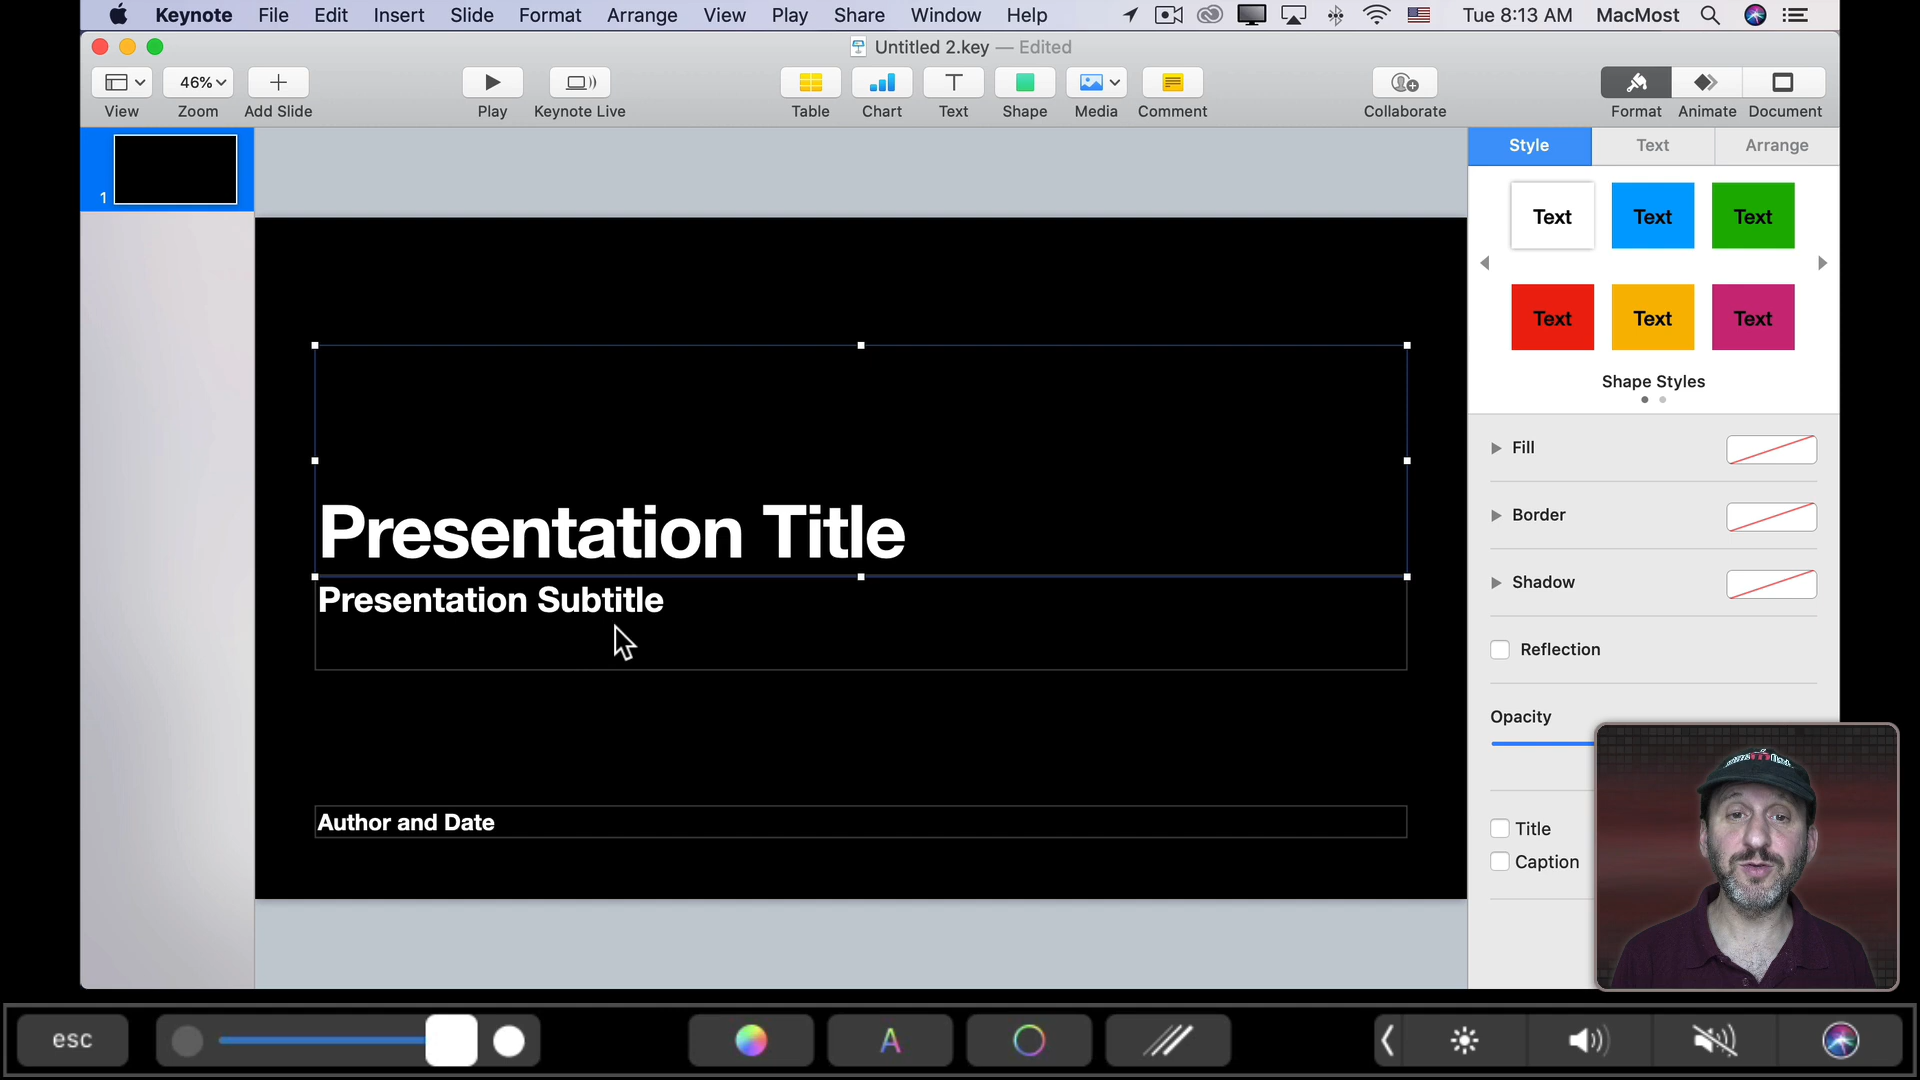 Keynote File Edit Insert Slide Format Arrange View Play Share Window Help Tue 8:13 AM MacMost
Untitled 2.key — Edited
46%
View Zoom Add Slide Play Keynote Live Table Chart Text Shape Media Comment Collaborate Format Animate Document
Style Text Arrange
1
Text Text Text
Text Text Text
Shape Styles
Fill
Border
Presentation Title
Shadow
Presentation Subtitle
Reflection
Opacity
Author and Date
Title
Caption
esc
A